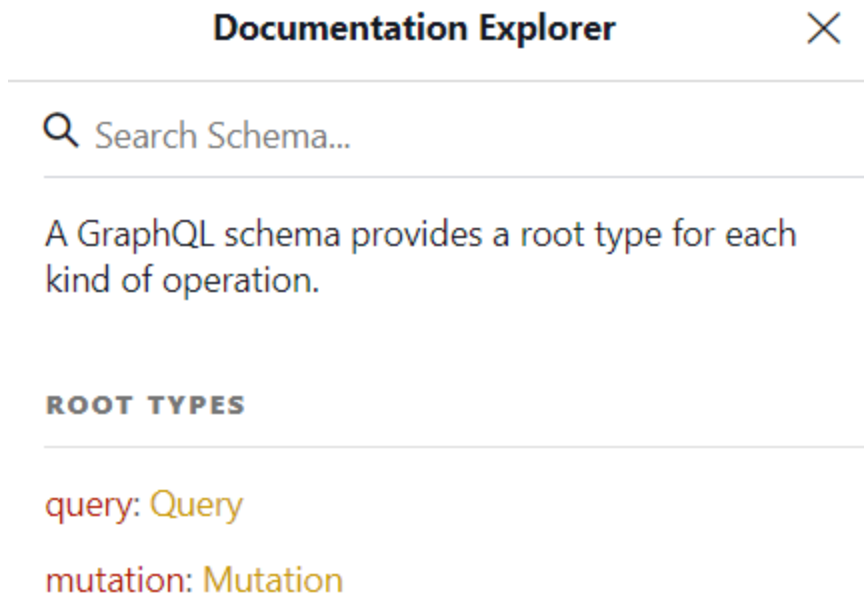 Documentation Explorer
Search Schema...
A GraphQL schema provides a root type for each
kind of operation.
ROOT TYPES
query: Query
mutation: Mutation